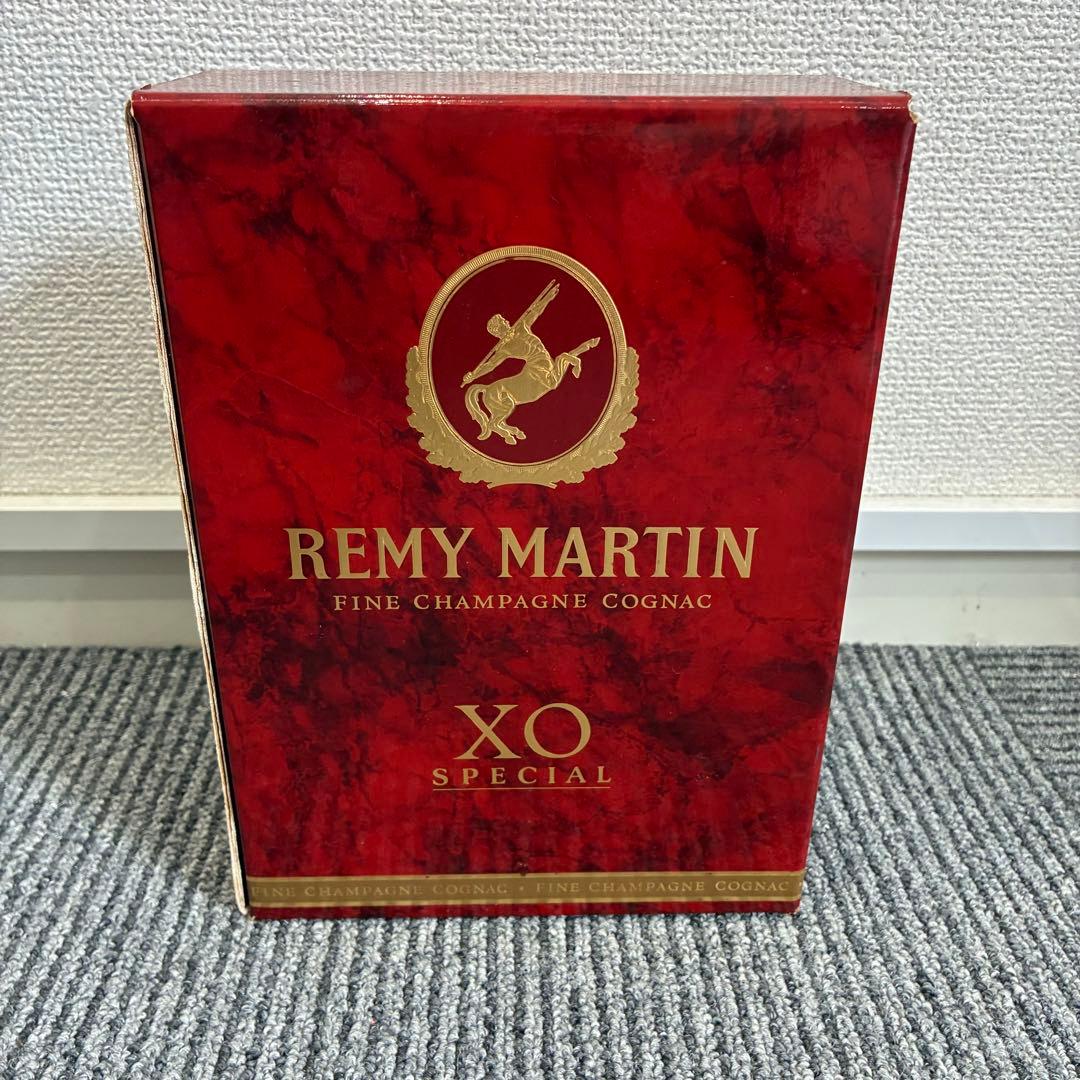 REMY MARTIN
FINE CHAMPAGNE COGNAC
XO
SPECIAL
FINE CHAMPAGNE COGNAC • FINE CHAMPAGNE COGNAC